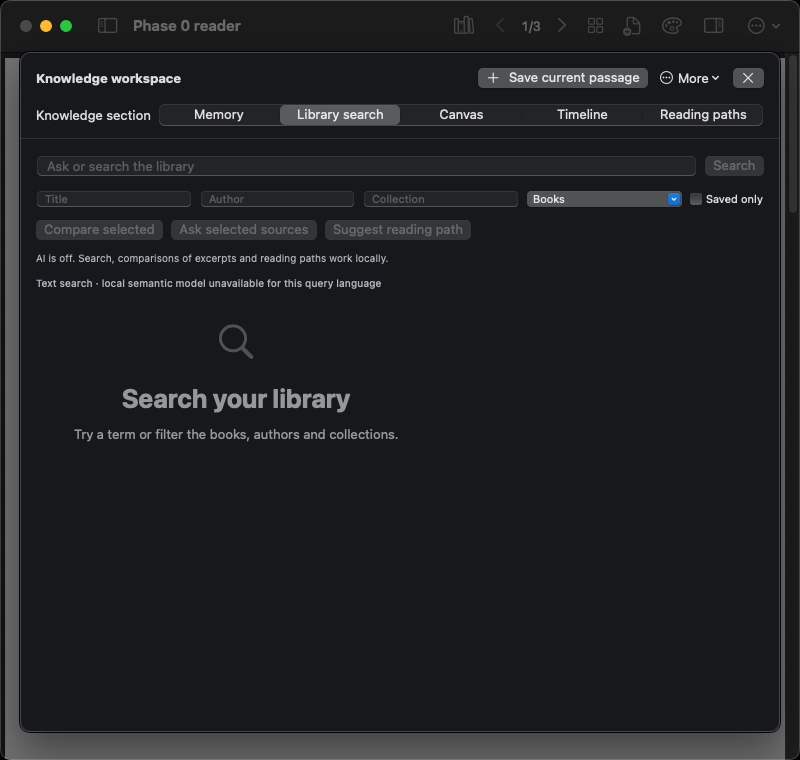 Phase 0 reader
1/3
Knowledge workspace
Save current passage
More
Knowledge section
Memory
Library search
Canvas
Timeline
Reading paths
Ask or search the library
Search
Title
Author
Collection
Books
Saved only
Compare selected
Ask selected sources
Suggest reading path
AI is off. Search, comparisons of excerpts and reading paths work locally.
Text search · local semantic model unavailable for this query language
Search your library
Try a term or filter the books, authors and collections.